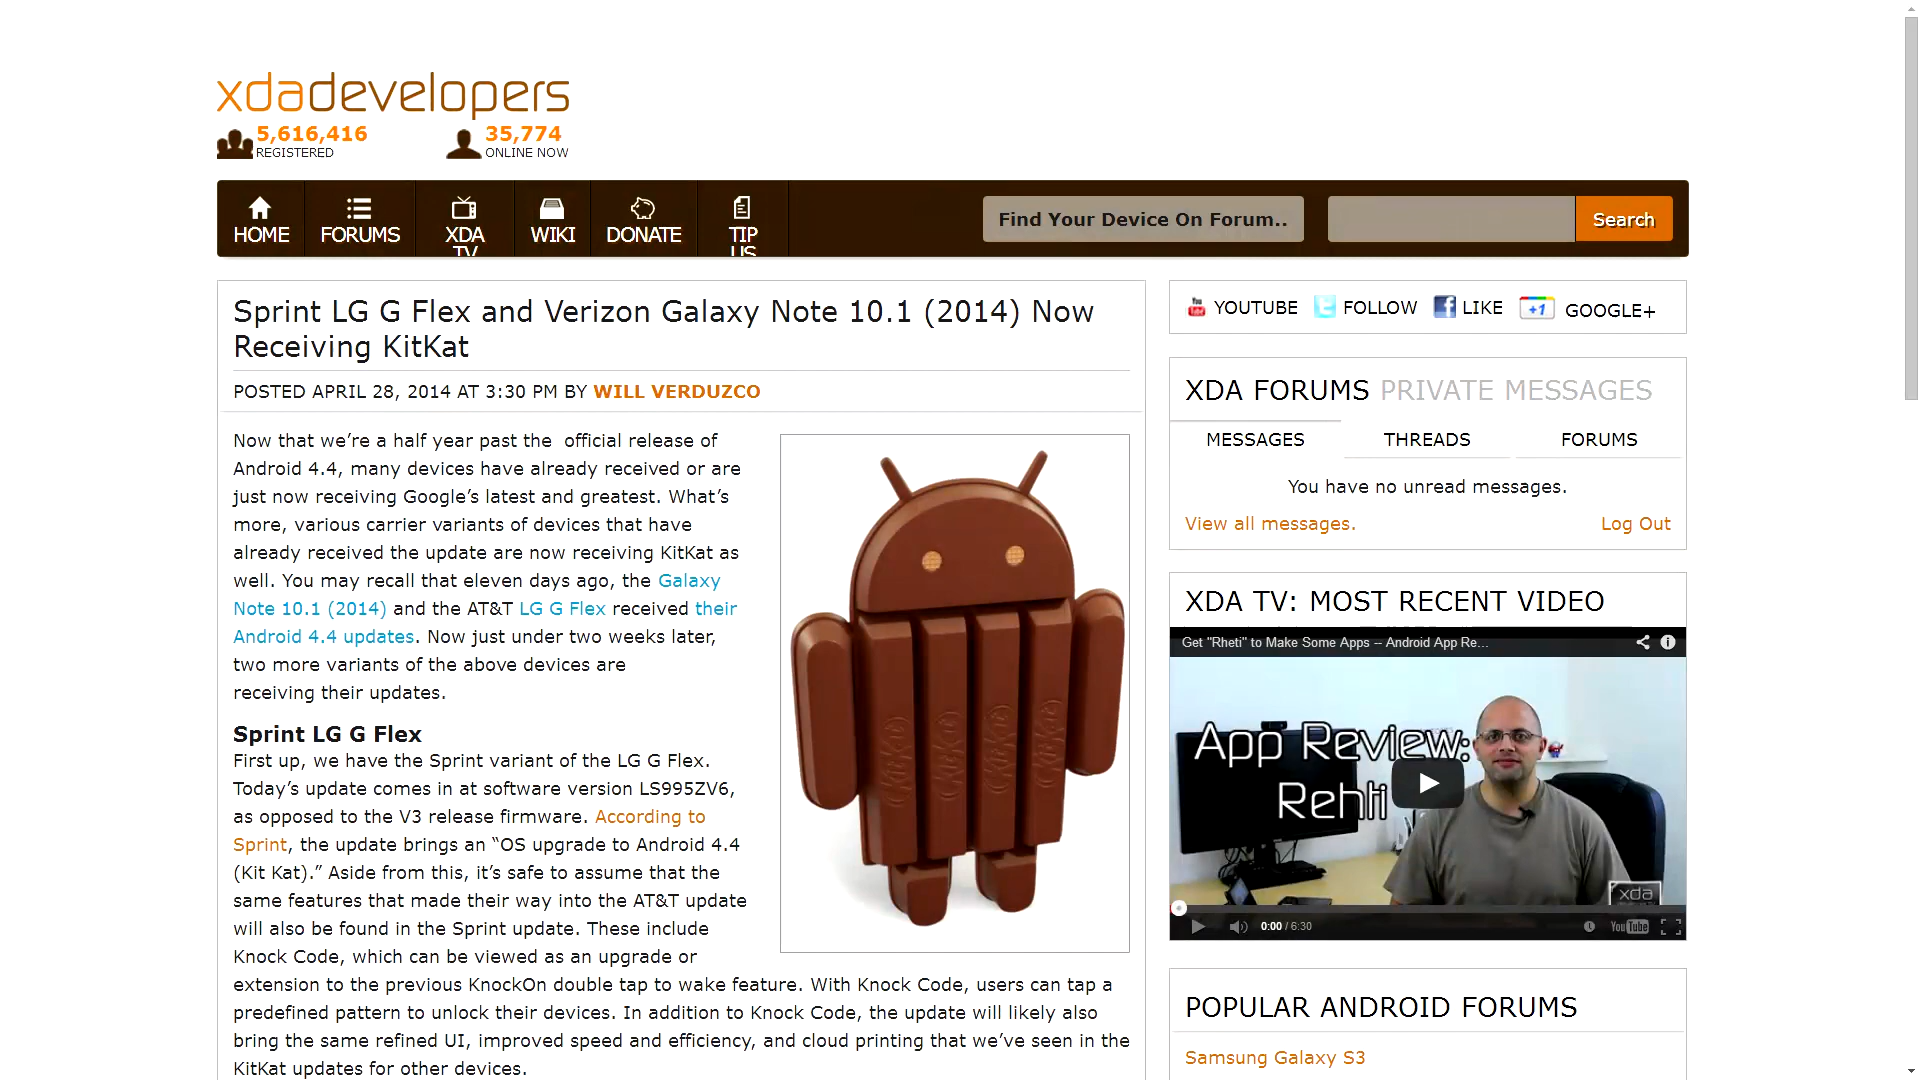 xdadevelopers
5,616,416
REGISTERED
35,774
ONLINE NOW
HOME
FORUMS
XDA
TV
WIKI
DONATE
TIP
US
Find Your Device On Forum..
Search
Sprint LG G Flex and Verizon Galaxy Note 10.1 (2014) Now
Receiving KitKat
POSTED APRIL 28, 2014 AT 3:30 PM BY WILL VERDUZCO
Now that we’re a half year past the  official release of
Android 4.4, many devices have already received or are
just now receiving Google’s latest and greatest. What’s
more, various carrier variants of devices that have
already received the update are now receiving KitKat as
well. You may recall that eleven days ago, the Galaxy
Note 10.1 (2014) and the AT&T LG G Flex received their
Android 4.4 updates. Now just under two weeks later,
two more variants of the above devices are
receiving their updates.
Sprint LG G Flex
First up, we have the Sprint variant of the LG G Flex.
Today’s update comes in at software version LS995ZV6,
as opposed to the V3 release firmware. According to
Sprint, the update brings an “OS upgrade to Android 4.4
(Kit Kat).” Aside from this, it’s safe to assume that the
same features that made their way into the AT&T update
will also be found in the Sprint update. These include
Knock Code, which can be viewed as an upgrade or
extension to the previous KnockOn double tap to wake feature. With Knock Code, users can tap a
predefined pattern to unlock their devices. In addition to Knock Code, the update will likely also
bring the same refined UI, improved speed and efficiency, and cloud printing that we’ve seen in the
KitKat updates for other devices.
KitKat KitKat KitKat KitKat
You Tube YOUTUBE FOLLOW LIKE +1 GOOGLE+
XDA FORUMS PRIVATE MESSAGES
MESSAGES THREADS FORUMS
You have no unread messages.
View all messages. Log Out
XDA TV: MOST RECENT VIDEO
Get "Rheti" to Make Some Apps -- Android App Re...
App Review:
Rehti
xda
0:00 / 6:30
YouTube
POPULAR ANDROID FORUMS
Samsung Galaxy S3